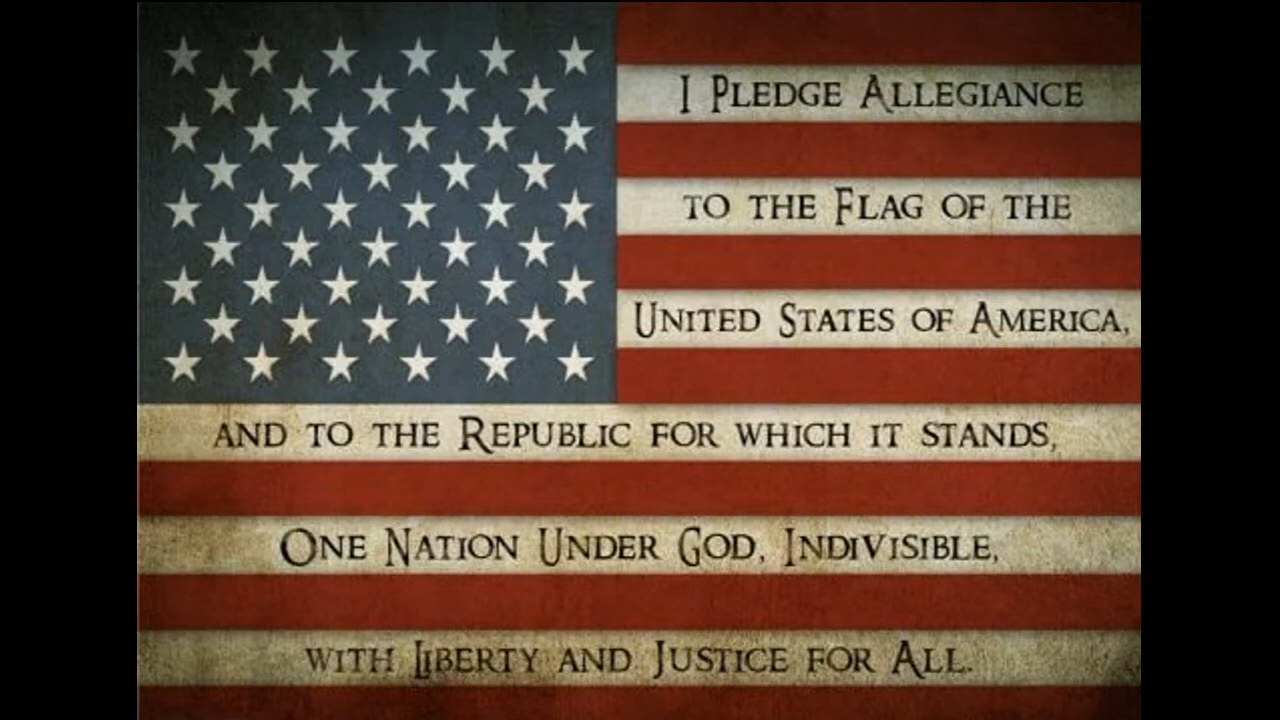 I Pledge Allegiance
to the Flag of the
United States of America,
and to the Republic for which it stands,
One Nation Under God, Indivisible,
with Liberty and Justice for All.